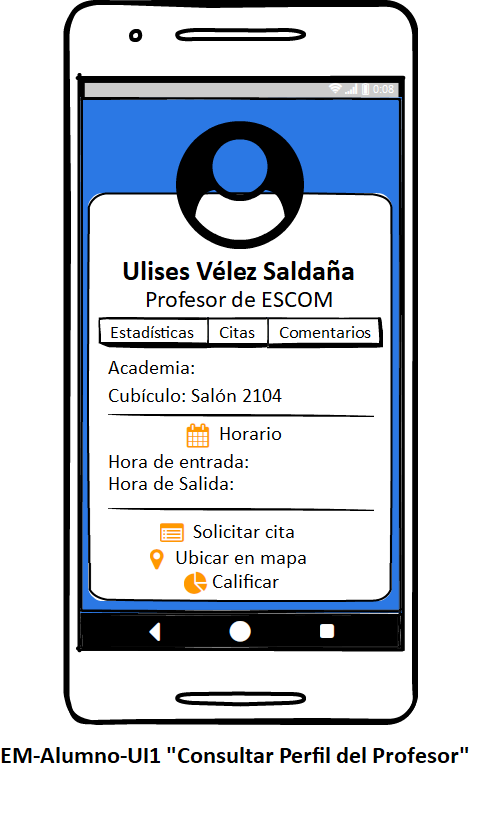 0:08
Ulises Vélez Saldaña
Profesor de ESCOM
Estadísticas Citas Comentarios
Academia:
Cubículo: Salón 2104
Horario
Hora de entrada:
Hora de Salida:
Solicitar cita
Ubicar en mapa
Calificar
EM-Alumno-UI1 "Consultar Perfil del Profesor"